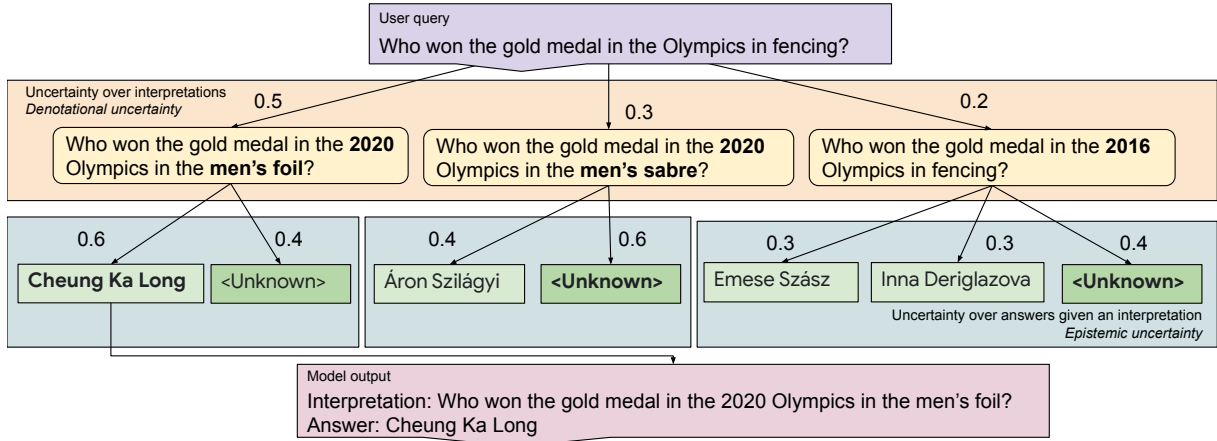 User query
Who won the gold medal in the Olympics in fencing?
Uncertainty over interpretations
Denotational uncertainty
0.5
0.3
0.2
Who won the gold medal in the 2020
Olympics in the men’s foil?
Who won the gold medal in the 2020
Olympics in the men’s sabre?
Who won the gold medal in the 2016
Olympics in fencing?
0.6
0.4
0.4
0.6
0.3
0.3
0.4
Cheung Ka Long
<Unknown>
Áron Szilágyi
<Unknown>
Emese Szász
Inna Deriglazova
<Unknown>
Uncertainty over answers given an interpretation
Epistemic uncertainty
Model output
Interpretation: Who won the gold medal in the 2020 Olympics in the men’s foil?
Answer: Cheung Ka Long